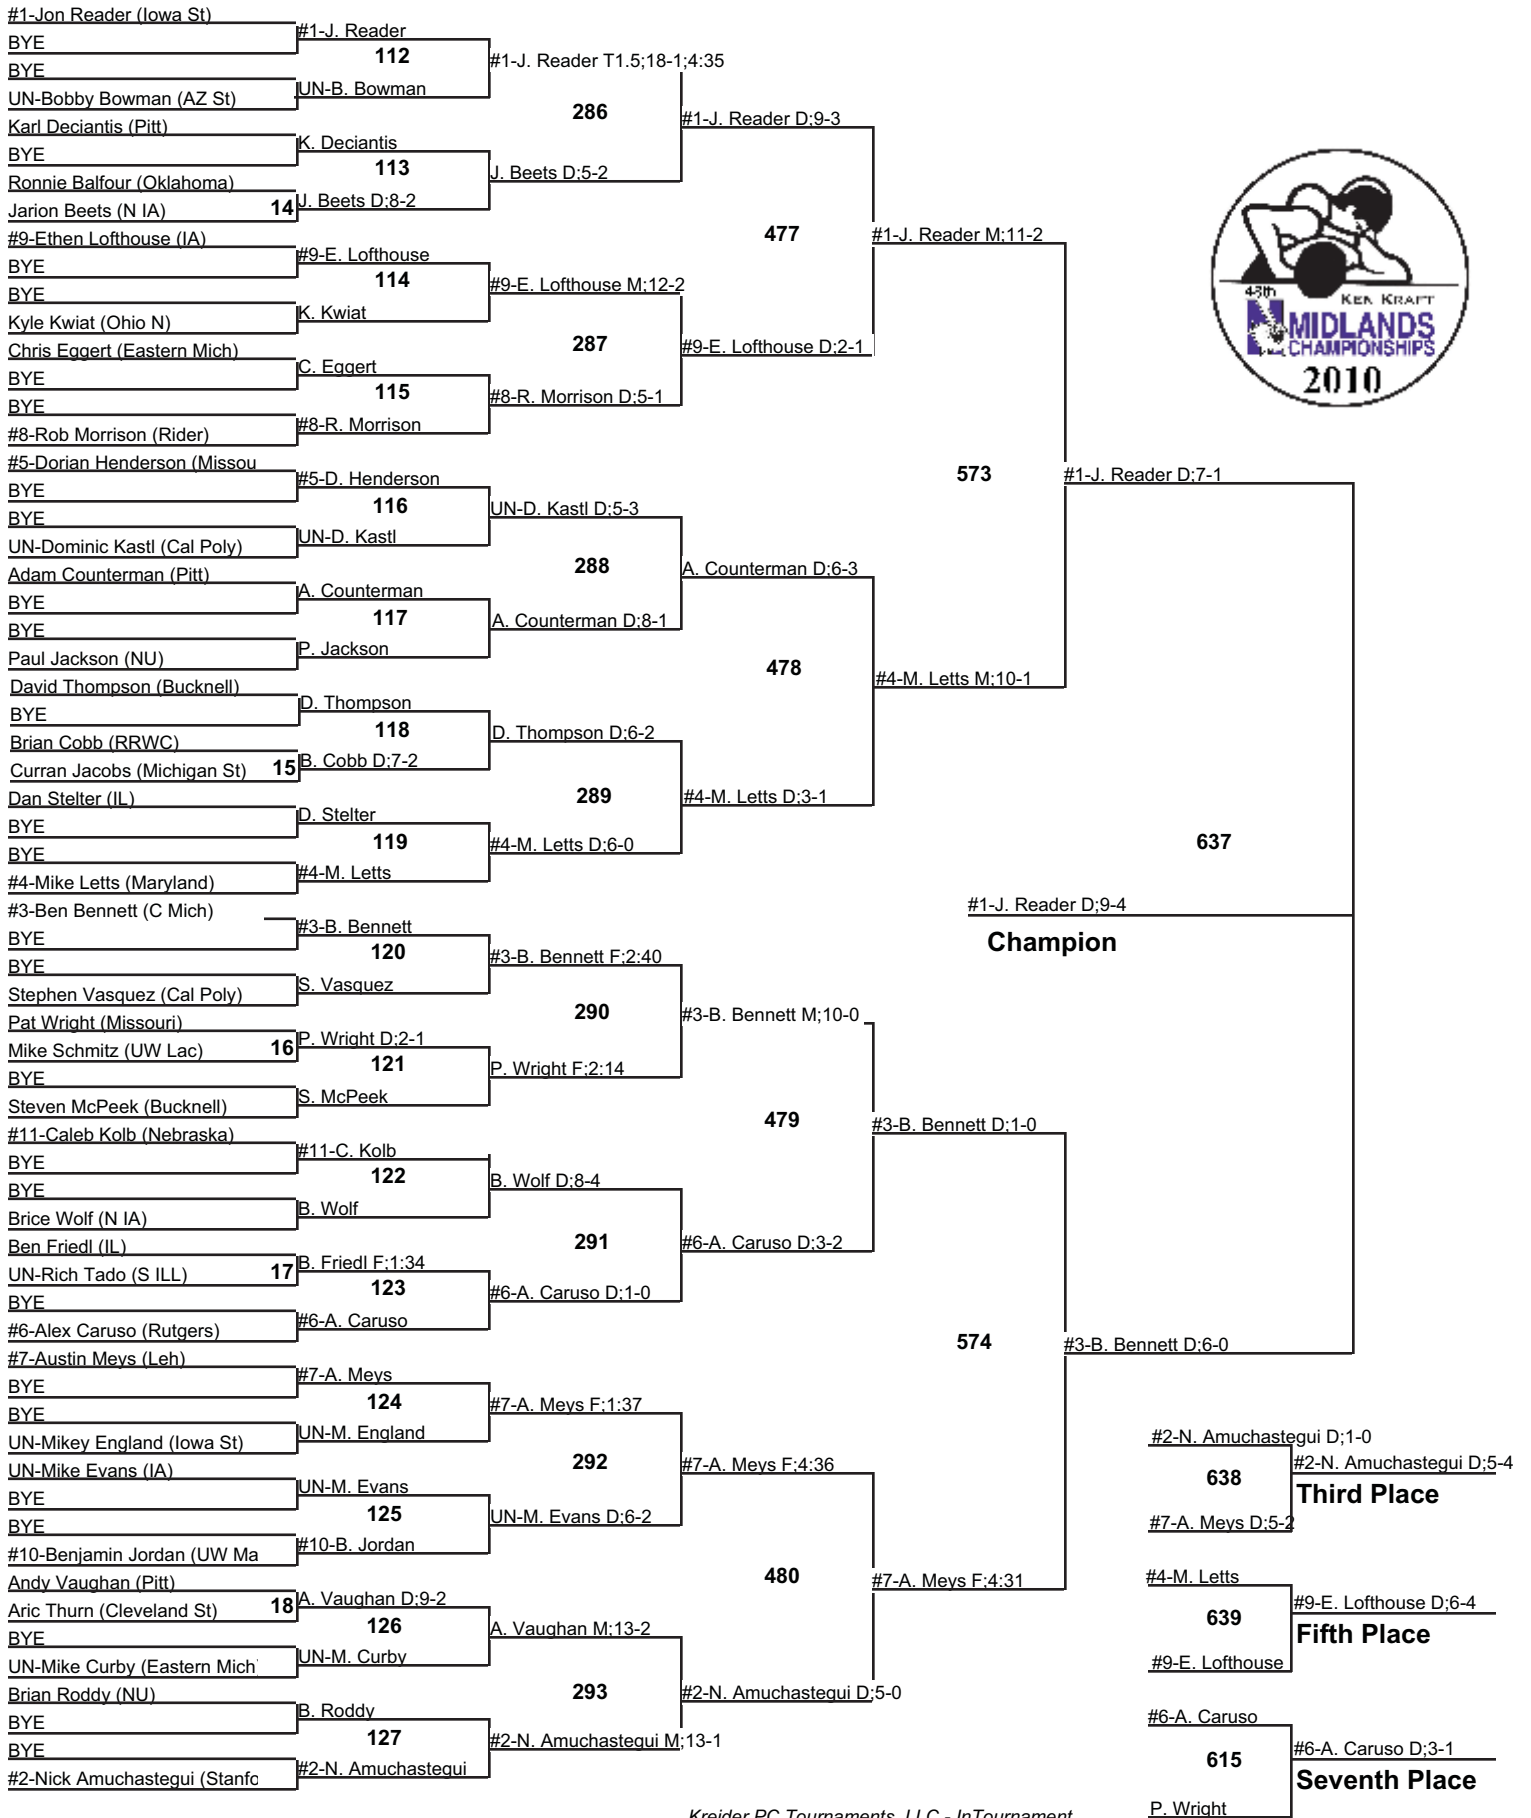 #1-Jon Reader (Iowa St)
BYE
BYE
UN-Bobby Bowman (AZ St)
Karl Deciantis (Pitt)
BYE
Ronnie Balfour (Oklahoma)
Jarion Beets (N IA)
14
#9-Ethen Lofthouse (IA)
BYE
BYE
Kyle Kwiat (Ohio N)
Chris Eggert (Eastern Mich)
BYE
BYE
#8-Rob Morrison (Rider)
#5-Dorian Henderson (Missou
BYE
BYE
UN-Dominic Kastl (Cal Poly)
Adam Counterman (Pitt)
BYE
BYE
Paul Jackson (NU)
David Thompson (Bucknell)
BYE
Brian Cobb (RRWC)
Curran Jacobs (Michigan St)
15
Dan Stelter (IL)
BYE
BYE
#4-Mike Letts (Maryland)
#3-Ben Bennett (C Mich)
BYE
BYE
Stephen Vasquez (Cal Poly)
Pat Wright (Missouri)
Mike Schmitz (UW Lac)
16
BYE
Steven McPeek (Bucknell)
#11-Caleb Kolb (Nebraska)
BYE
BYE
Brice Wolf (N IA)
Ben Friedl (IL)
UN-Rich Tado (S ILL)
17
BYE
#6-Alex Caruso (Rutgers)
#7-Austin Meys (Leh)
BYE
BYE
UN-Mikey England (Iowa St)
UN-Mike Evans (IA)
BYE
BYE
#10-Benjamin Jordan (UW Ma
Andy Vaughan (Pitt)
Aric Thurn (Cleveland St)
18
BYE
UN-Mike Curby (Eastern Mich
Brian Roddy (NU)
BYE
BYE
#2-Nick Amuchastegui (Stanfo
#1-J. Reader
112
UN-B. Bowman
K. Deciantis
113
J. Beets D;8-2
#9-E. Lofthouse
114
K. Kwiat
C. Eggert
115
#8-R. Morrison
#5-D. Henderson
116
UN-D. Kastl
A. Counterman
117
P. Jackson
D. Thompson
118
B. Cobb D;7-2
D. Stelter
119
#4-M. Letts
#3-B. Bennett
120
S. Vasquez
P. Wright D;2-1
121
S. McPeek
#11-C. Kolb
122
B. Wolf
B. Friedl F;1:34
123
#6-A. Caruso
#7-A. Meys
124
UN-M. England
UN-M. Evans
125
#10-B. Jordan
A. Vaughan D;9-2
126
UN-M. Curby
B. Roddy
127
#2-N. Amuchastegui
#1-J. Reader T1.5;18-1;4:35
286
J. Beets D;5-2
#9-E. Lofthouse M;12-2
287
#8-R. Morrison D;5-1
UN-D. Kastl D;5-3
288
A. Counterman D;8-1
D. Thompson D;6-2
289
#4-M. Letts D;6-0
#3-B. Bennett F;2:40
290
P. Wright F;2:14
B. Wolf D;8-4
291
#6-A. Caruso D;1-0
#7-A. Meys F;1:37
292
UN-M. Evans D;6-2
A. Vaughan M;13-2
293
#2-N. Amuchastegui M;13-1
#1-J. Reader D;9-3
477
#9-E. Lofthouse D;2-1
A. Counterman D;6-3
478
#4-M. Letts D;3-1
#3-B. Bennett M;10-0
479
#6-A. Caruso D;3-2
#7-A. Meys F;4:36
480
#2-N. Amuchastegui D;5-0
#1-J. Reader M;11-2
573
#4-M. Letts M;10-1
#3-B. Bennett D;1-0
574
#7-A. Meys F;4:31
#1-J. Reader D;7-1
637
#3-B. Bennett D;6-0
#1-J. Reader D;9-4
Champion
48th
KEN KRAFT
N MIDLANDS
CHAMPIONSHIPS
2010
#2-N. Amuchastegui D;1-0
638
#7-A. Meys D;5-2
#2-N. Amuchastegui D;5-4
Third Place
#4-M. Letts
639
#9-E. Lofthouse
#9-E. Lofthouse D;6-4
Fifth Place
#6-A. Caruso
615
P. Wright
#6-A. Caruso D;3-1
Seventh Place
Kreider PC Tournaments, LLC - InTournament